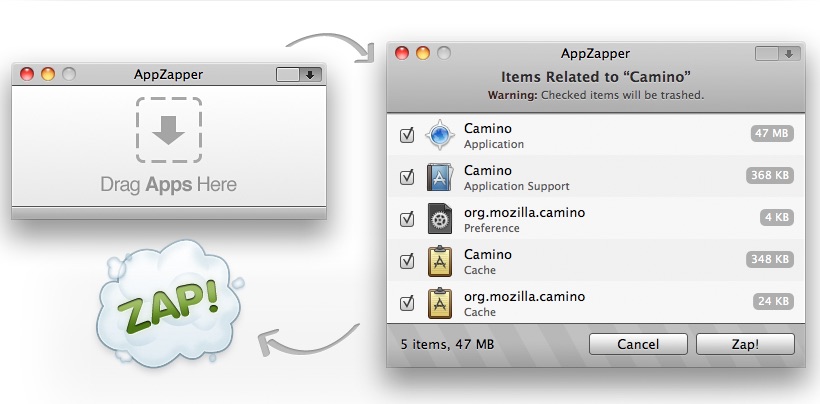 AppZapper
Drag Apps Here
AppZapper
Items Related to “Camino”
Warning: Checked items will be trashed.
Camino
Application
47 MB
Camino
Application Support
368 KB
org.mozilla.camino
Preference
4 KB
Camino
Cache
348 KB
org.mozilla.camino
Cache
24 KB
5 items, 47 MB
Cancel
Zap!
ZAP!